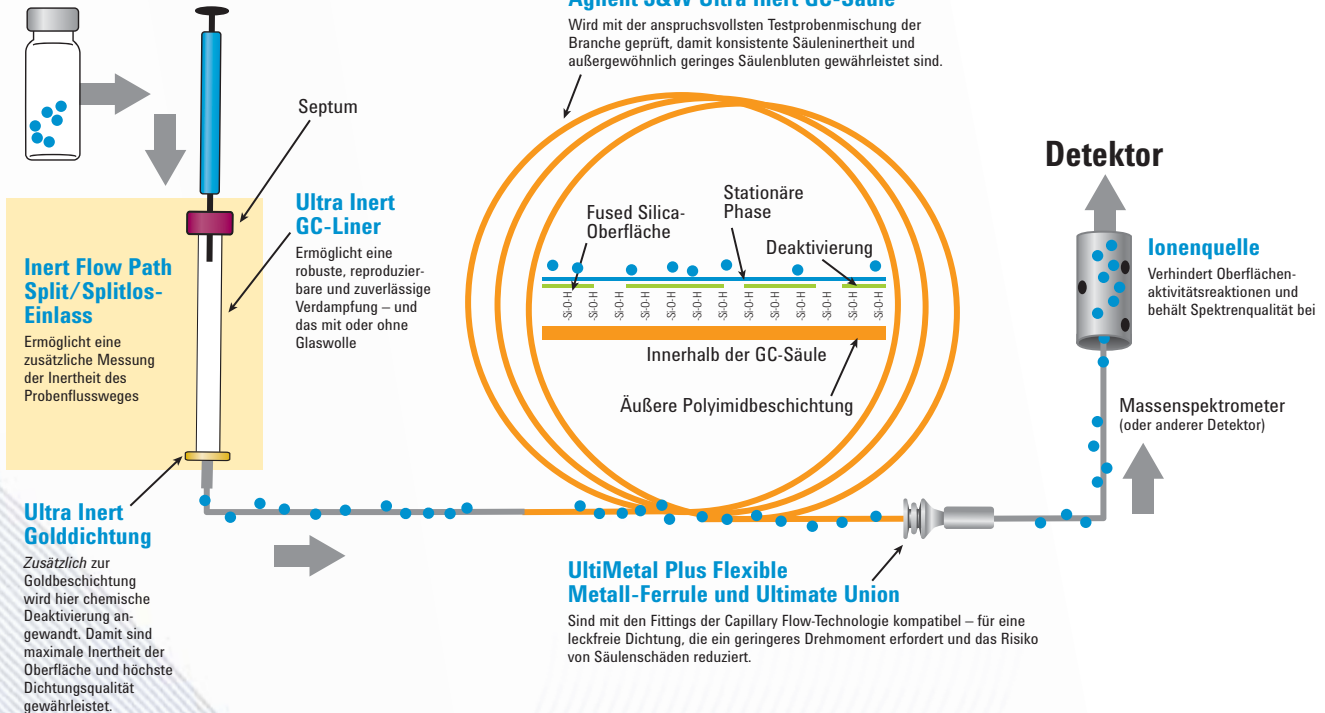 Agilent J&W Ultra Inert GC-Säule
Wird mit der anspruchsvollsten Testprobenmischung der
Branche geprüft, damit konsistente Säuleninertheit und
außergewöhnlich geringes Säulenbluten gewährleistet sind.
Septum
Ultra Inert
GC-Liner
Ermöglicht eine
robuste, reproduzier-
bare und zuverlässige
Verdampfung – und
das mit oder ohne
Glaswolle
Inert Flow Path
Split/Splitlos-
Einlass
Ermöglicht eine
zusätzliche Messung
der Inertheit des
Probenflussweges
Ultra Inert
Golddichtung
Zusätzlich zur
Goldbeschichtung
wird hier chemische
Deaktivierung an-
gewandt. Damit sind
maximale Inertheit der
Oberfläche und höchste
Dichtungsqualität
gewährleistet.
Fused Silica-
Oberfläche
Stationäre
Phase
Deaktivierung
-Si-O-H -Si-O-H -Si-O-H -Si-O-H -Si-O-H -Si-O-H -Si-O-H -Si-O-H -Si-O-H -Si-O-H -Si-O-H -Si-O-H -Si-O-H
Innerhalb der GC-Säule
Äußere Polyimidbeschichtung
UltiMetal Plus Flexible
Metall-Ferrule und Ultimate Union
Sind mit den Fittings der Capillary Flow-Technologie kompatibel – für eine
leckfreie Dichtung, die ein geringeres Drehmoment erfordert und das Risiko
von Säulenschäden reduziert.
Detektor
Ionenquelle
Verhindert Oberflächen-
aktivitätsreaktionen und
behält Spektrenqualität bei
Massenspektrometer
(oder anderer Detektor)